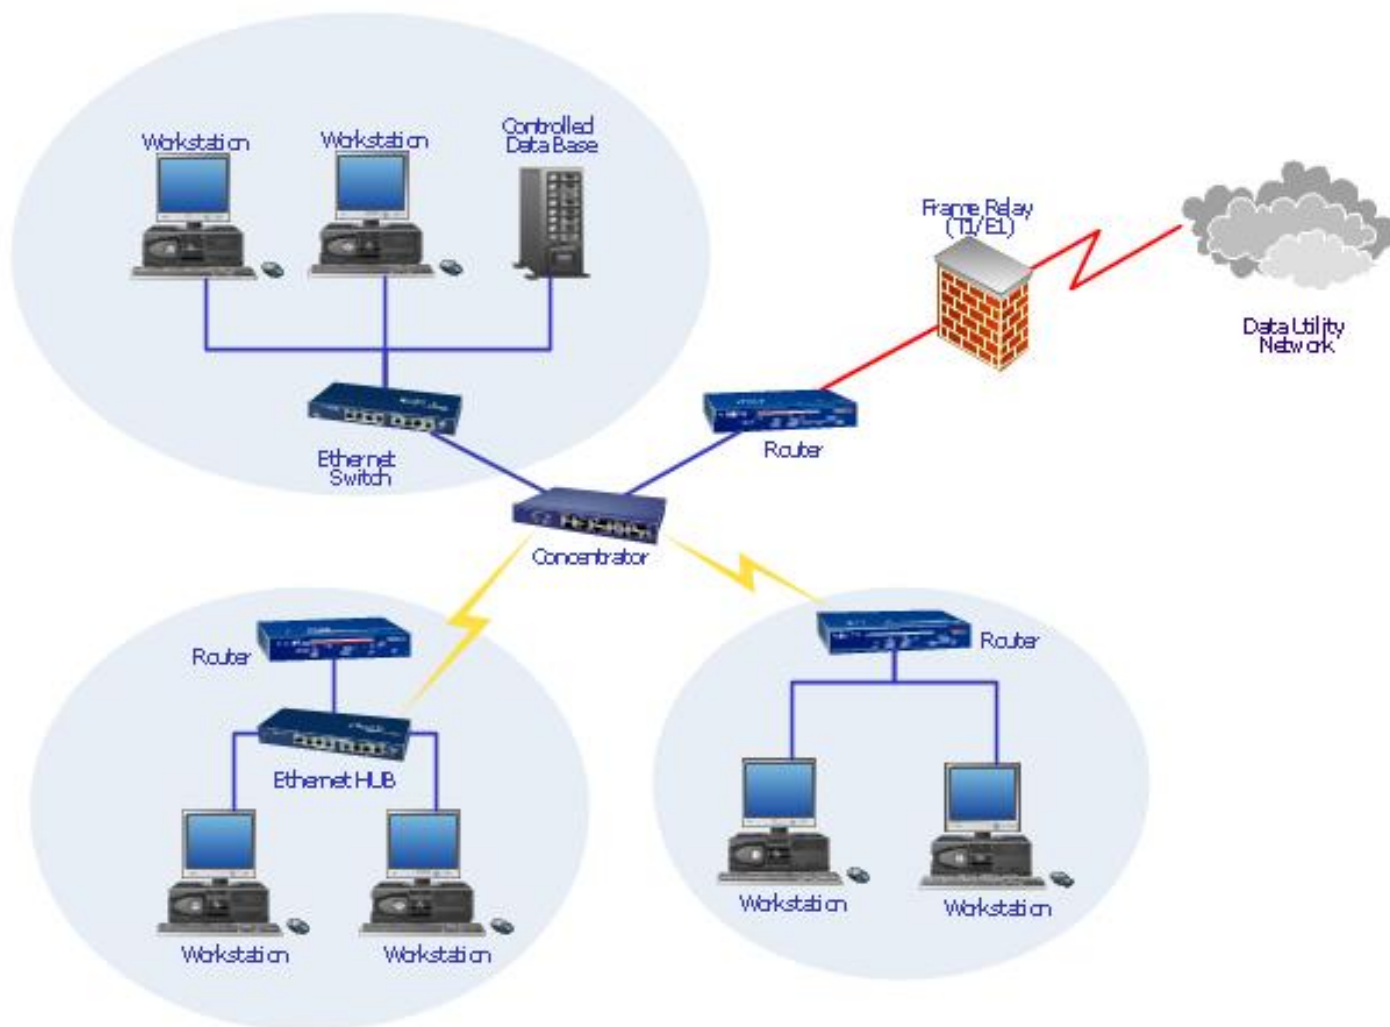 Workstation
Workstation
Controlled
Data Base
Frame Relay
(T1/E1)
Data Utility
Network
Ethernet
Switch
Router
Concentrator
Router
Router
Ethernet HUB
Workstation
Workstation
Workstation
Workstation